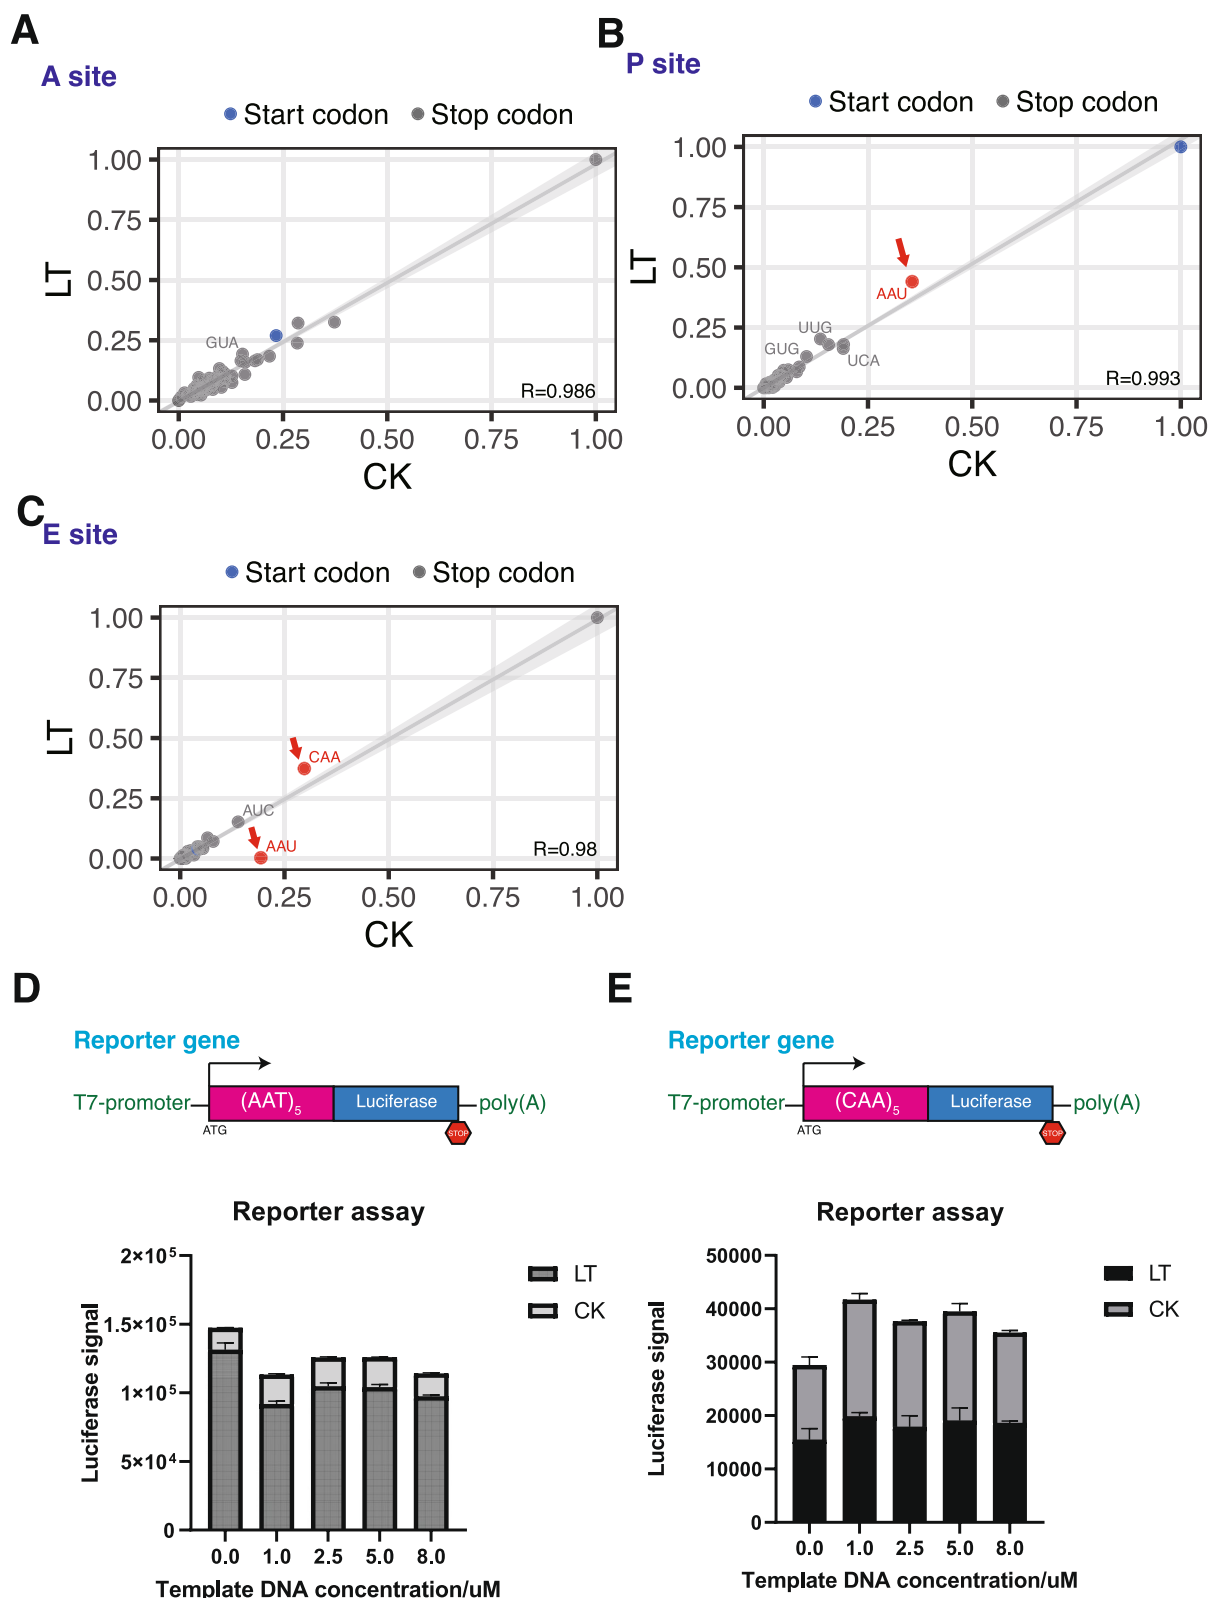 A
A site
Start codon
Stop codon
1.00
0.75
0.50
0.25
0.00
LT
GUA
R=0.986
0.00 0.25 0.50 0.75 1.00
CK
B
P site
Start codon
Stop codon
1.00
0.75
0.50
0.25
0.00
LT
AAU
UUG
GUG
UCA
R=0.993
0.00 0.25 0.50 0.75 1.00
CK
C
E site
Start codon
Stop codon
1.00
0.75
0.50
0.25
0.00
LT
CAA
AUC
AAU
R=0.98
0.00 0.25 0.50 0.75 1.00
CK
D
Reporter gene
T7-promoter
(AAT)5
Luciferase
poly(A)
ATG
STOP
Reporter assay
2×10⁵
1.5×10⁵
1×10⁵
5×10⁴
0
Luciferase signal
LT
CK
0.0 1.0 2.5 5.0 8.0
Template DNA concentration/uM
E
Reporter gene
T7-promoter
(CAA)5
Luciferase
poly(A)
ATG
STOP
Reporter assay
50000
40000
30000
20000
10000
0
Luciferase signal
LT
CK
0.0 1.0 2.5 5.0 8.0
Template DNA concentration/uM